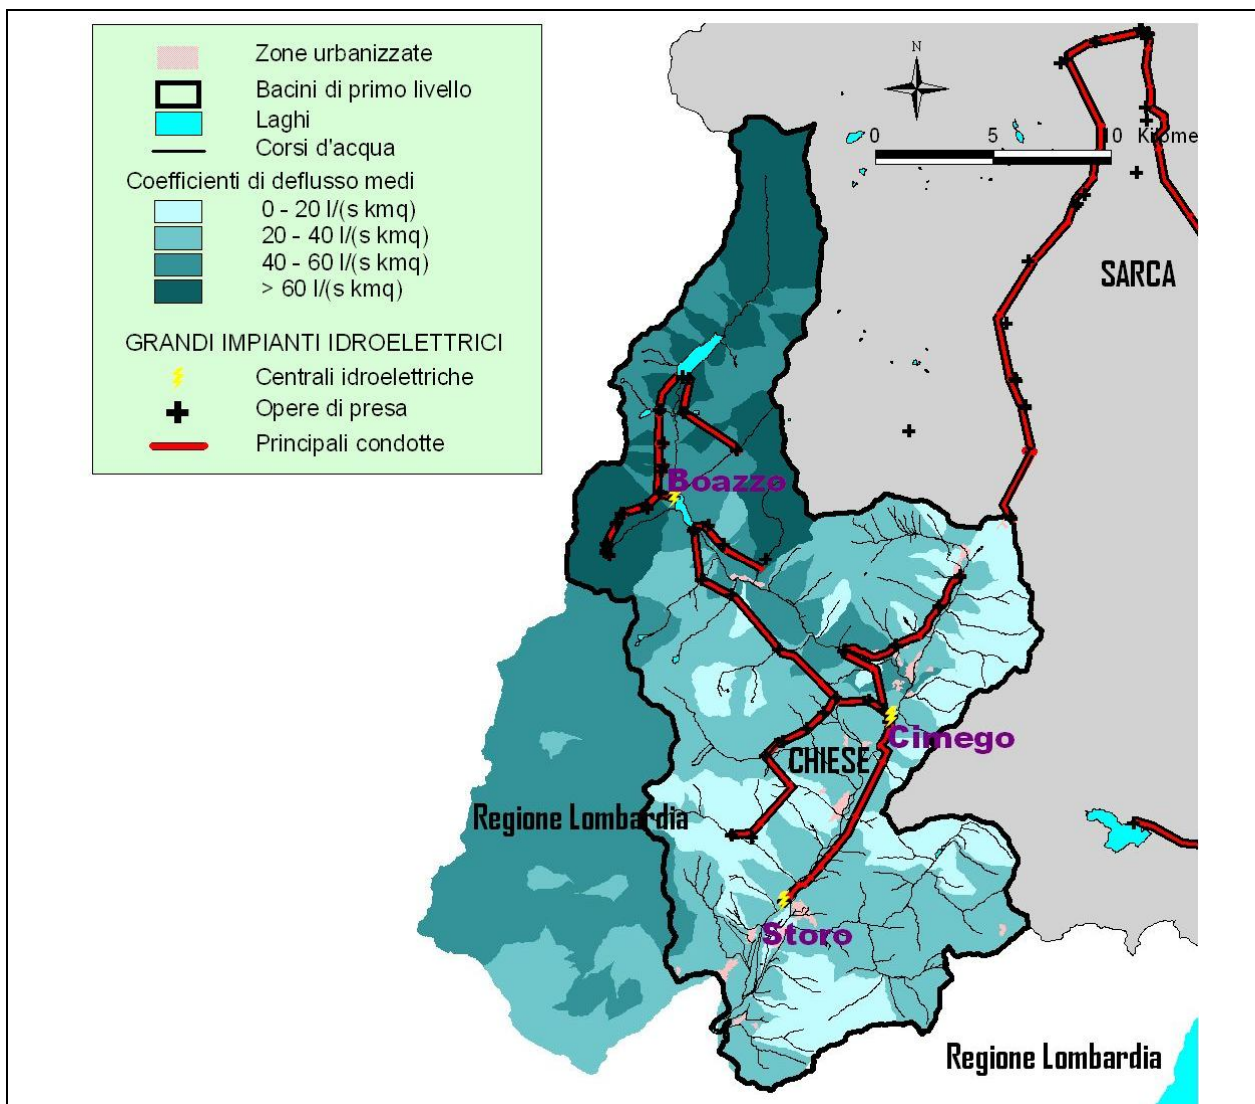 Zone urbanizzate
Bacini di primo livello
Laghi
Corsi d'acqua
Coefficienti di deflusso medi
0 - 20 l/(s kmq)
20 - 40 l/(s kmq)
40 - 60 l/(s kmq)
> 60 l/(s kmq)
GRANDI IMPIANTI IDROELETTRICI
Centrali idroelettriche
Opere di presa
Principali condotte
N
0 5 10 Kilome
SARCA
Boazzo
Cimego
CHIESE
Regione Lombardia
Storo
Regione Lombardia